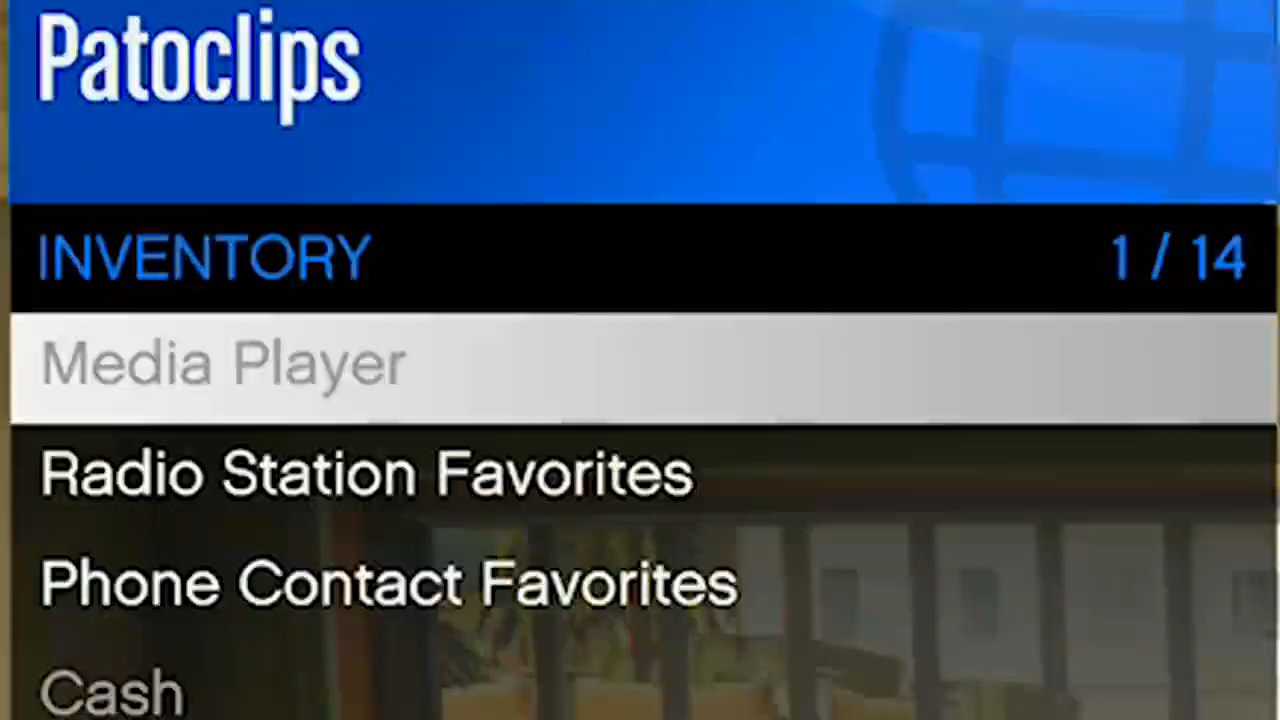 Patoclips
INVENTORY 1 / 14
Media Player
Radio Station Favorites
Phone Contact Favorites
Cash